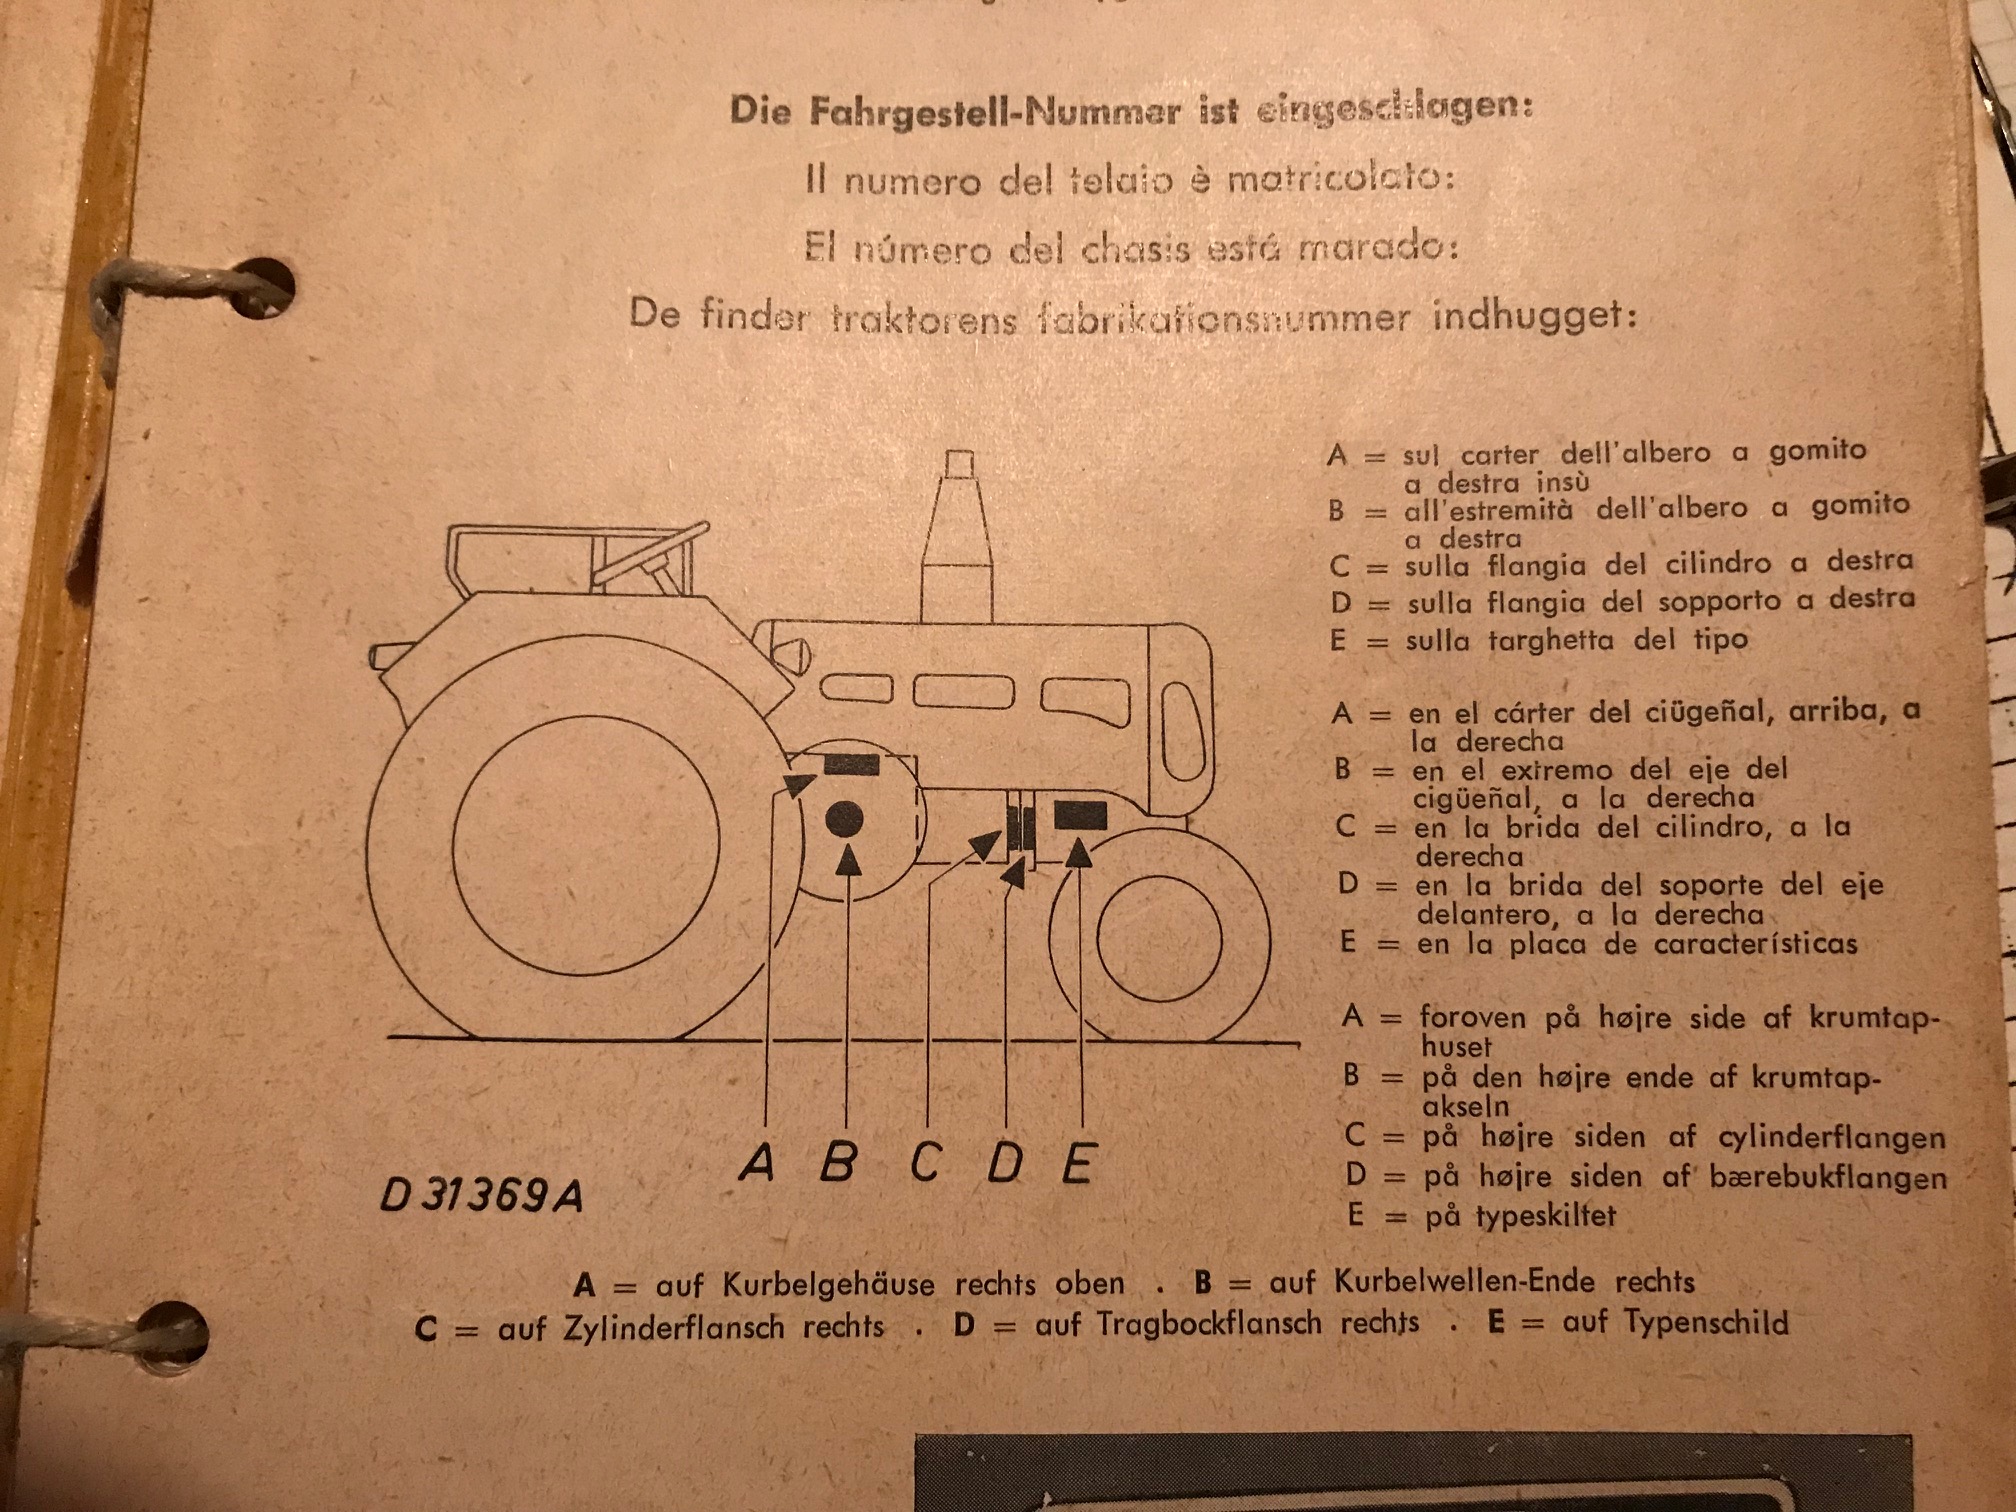 Die Fahrgestell-Nummer ist eingeschlagen:
Il numero del telaio è matricolato:
El número del chasis está marado:
De finder traktorens fabrikationsnummer indhugget:
A = sul carter dell'albero a gomito
a destra insù
B = all'estremità dell'albero a gomito
a destra
C = sulla flangia del cilindro a destra
D = sulla flangia del sopporto a destra
E = sulla targhetta del tipo
A = en el cárter del ciügeñal, arriba, a
la derecha
B = en el extremo del eje del
cigüeñal, a la derecha
C = en la brida del cilindro, a la
derecha
D = en la brida del soporte del eje
delantero, a la derecha
E = en la placa de características
A = foroven på højre side af krumtap-
huset
B = på den højre ende af krumtap-
akseln
C = på højre siden af cylinderflangen
D = på højre siden af bærebukflangen
E = på typeskiltet
A B C D E
D 31369 A
A = auf Kurbelgehäuse rechts oben . B = auf Kurbelwellen-Ende rechts
C = auf Zylinderflansch rechts . D = auf Tragbockflansch rechts . E = auf Typenschild